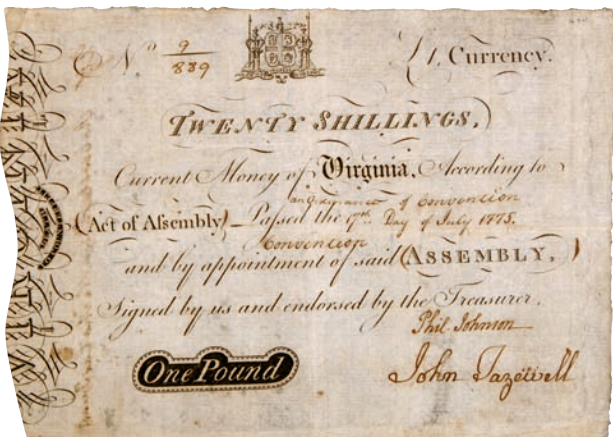 No 9/889
£1, Currency.
TWENTY SHILLINGS,
Current Money of Virginia, According to
an Ordinance of Convention
(Act of Assembly) Passed the 17th. Day of July 1775.
Convention
and by appointment of said (ASSEMBLY,)
Signed by us and endorsed by the Treasurer.
Phil Johnson
One Pound
John Tazewell